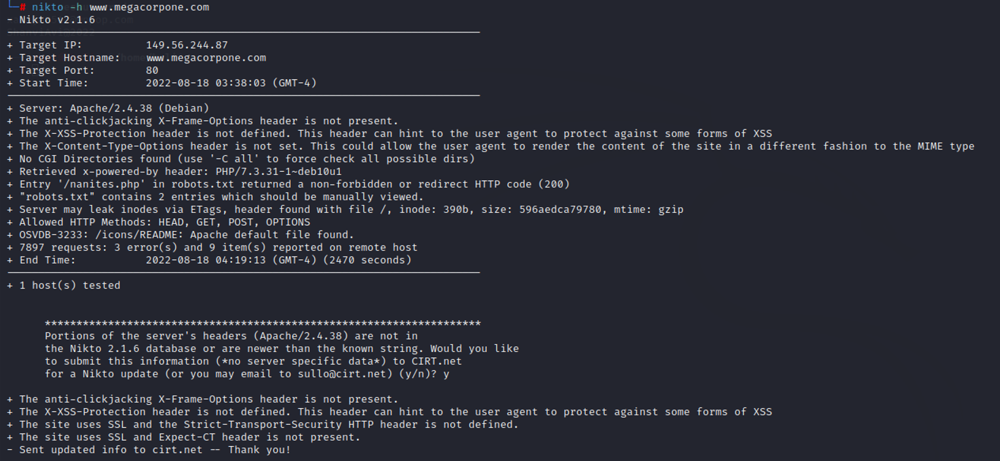 └─# nikto -h www.megacorpone.com
- Nikto v2.1.6
+ Target IP: 149.56.244.87
+ Target Hostname: www.megacorpone.com
+ Target Port: 80
+ Start Time: 2022-08-18 03:38:03 (GMT-4)
+ Server: Apache/2.4.38 (Debian)
+ The anti-clickjacking X-Frame-Options header is not present.
+ The X-XSS-Protection header is not defined. This header can hint to the user agent to protect against some forms of XSS
+ The X-Content-Type-Options header is not set. This could allow the user agent to render the content of the site in a different fashion to the MIME type
+ No CGI Directories found (use '-C all' to force check all possible dirs)
+ Retrieved x-powered-by header: PHP/7.3.31-1~deb10u1
+ Entry '/nanites.php' in robots.txt returned a non-forbidden or redirect HTTP code (200)
+ "robots.txt" contains 2 entries which should be manually viewed.
+ Server may leak inodes via ETags, header found with file /, inode: 390b, size: 596aedca79780, mtime: gzip
+ Allowed HTTP Methods: HEAD, GET, POST, OPTIONS
+ OSVDB-3233: /icons/README: Apache default file found.
+ 7897 requests: 3 error(s) and 9 item(s) reported on remote host
+ End Time: 2022-08-18 04:19:13 (GMT-4) (2470 seconds)
+ 1 host(s) tested
*********************************************************************
Portions of the server's headers (Apache/2.4.38) are not in
the Nikto 2.1.6 database or are newer than the known string. Would you like
to submit this information (*no server specific data*) to CIRT.net
for a Nikto update (or you may email to sullo@cirt.net) (y/n)? y
+ The anti-clickjacking X-Frame-Options header is not present.
+ The X-XSS-Protection header is not defined. This header can hint to the user agent to protect against some forms of XSS
+ The site uses SSL and the Strict-Transport-Security HTTP header is not defined.
+ The site uses SSL and Expect-CT header is not present.
- Sent updated info to cirt.net -- Thank you!